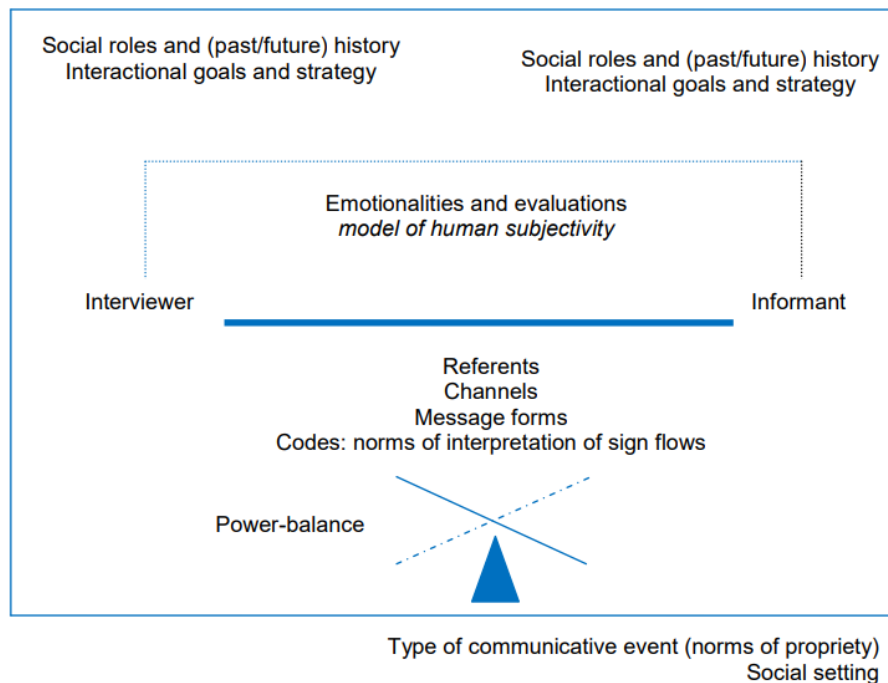 Social roles and (past/future) history
Interactional goals and strategy
Social roles and (past/future) history
Interactional goals and strategy
Emotionalities and evaluations
model of human subjectivity
Interviewer
Informant
Referents
Channels
Message forms
Codes: norms of interpretation of sign flows
Power-balance
Type of communicative event (norms of propriety)
Social setting